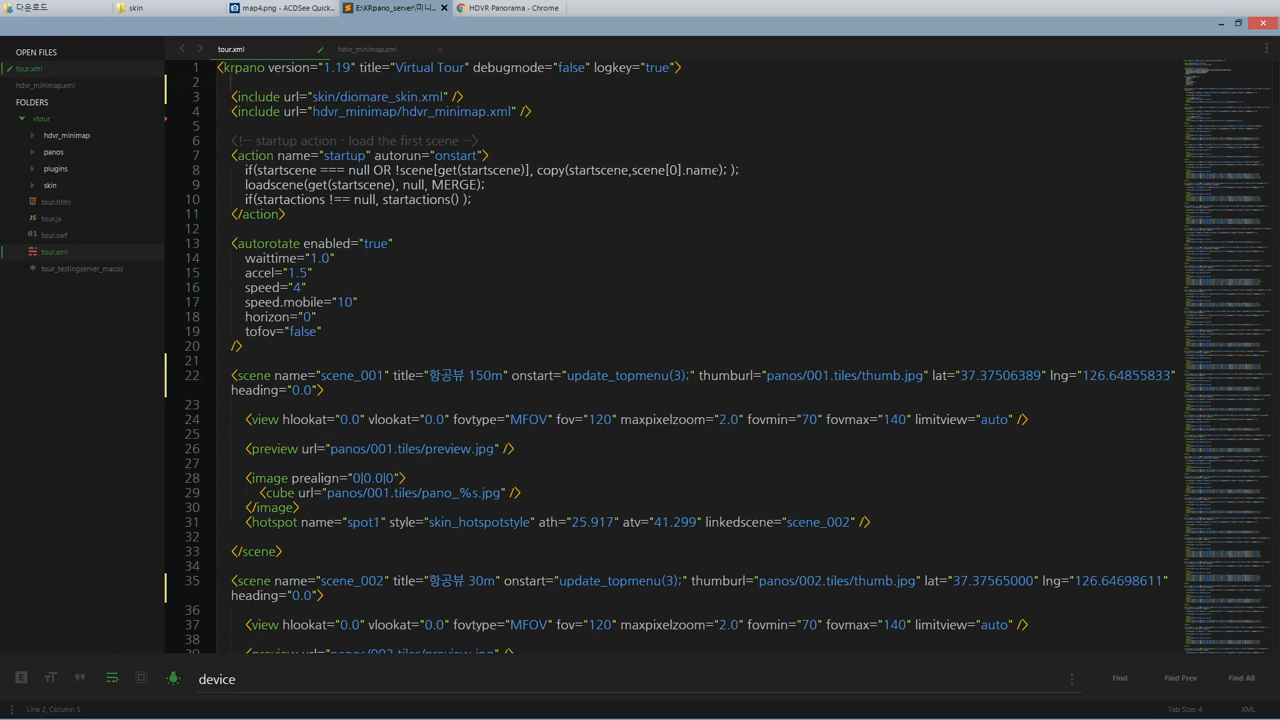 다운로드 skin map4.png - ACDSee Quick... E:\KRpano_server\미니... HDVR Panorama - Chrome
OPEN FILES
tour.xml
hdvr_minimap.xml
FOLDERS
vtour
hdvr_minimap
panos
plugins
skin
tour.html
tour.js
tour.swf
tour.xml
tour_testingserver_macos
tour.xml hdvr_minimap.xml
1 <krpano version="1.19" title="Virtual Tour" debugmode="false" logkey="true">
2
3 <include url="skin/dromare_skin.xml" />
4 <include url="hdvr_minimap/hdvr_minimap.xml" />
5
6 <!-- startup action - load the first scene -->
7 <action name="startup" autorun="onstart">
8 if(startscene === null OR !scene[get(startscene)], copy(startscene,scene[0].name); );
9 loadscene(get(startscene), null, MERGE);
10 if(startactions !== null, startactions() );
11 </action>
12
13 <autorotate enabled="true"
14 waittime="1.0"
15 accel="1.5"
16 speed="4"
17 speed.mobile="10"
18 horizon="0"
19 tofov="false"
20 />
21
22 <scene name="scene_001" title="항공뷰 150m" onstart="update_topmenu(3);" thumburl="panos/001.tiles/thumb.jpg" lat="37.37506389" lng="126.64855833"
heading="0.0">
23
24 <view hlookat="0.0" vlookat="0.0" fovtype="MFOV" fov="120" maxpixelzoom="2.0" fovmin="70" fovmax="140" limitview="auto" />
25
26 <preview url="panos/001.tiles/preview.jpg" />
27
28 <image prealign="0|0.0|0">
29 <cube url="panos/001.tiles/pano_%s.jpg" />
30 </image>
31 <hotspot name="spot1" style="skin_hotspotstyle" ath="23.917" atv="41.299" linkedscene="scene_002" />
32
33 </scene>
34
35 <scene name="scene_002" title="항공뷰 30m" onstart="update_topmenu(3);" thumburl="panos/002.tiles/thumb.jpg" lat="37.37565000" lng="126.64698611"
heading="0.0">
36
37 <view hlookat="0.0" vlookat="0.0" fovtype="MFOV" fov="120" maxpixelzoom="2.0" fovmin="70" fovmax="140" limitview="auto" />
38
39 <preview url="panos/002.tiles/preview.jpg" />
device Find Find Prev Find All
Line 2, Column 5 Tab Size: 4 XML